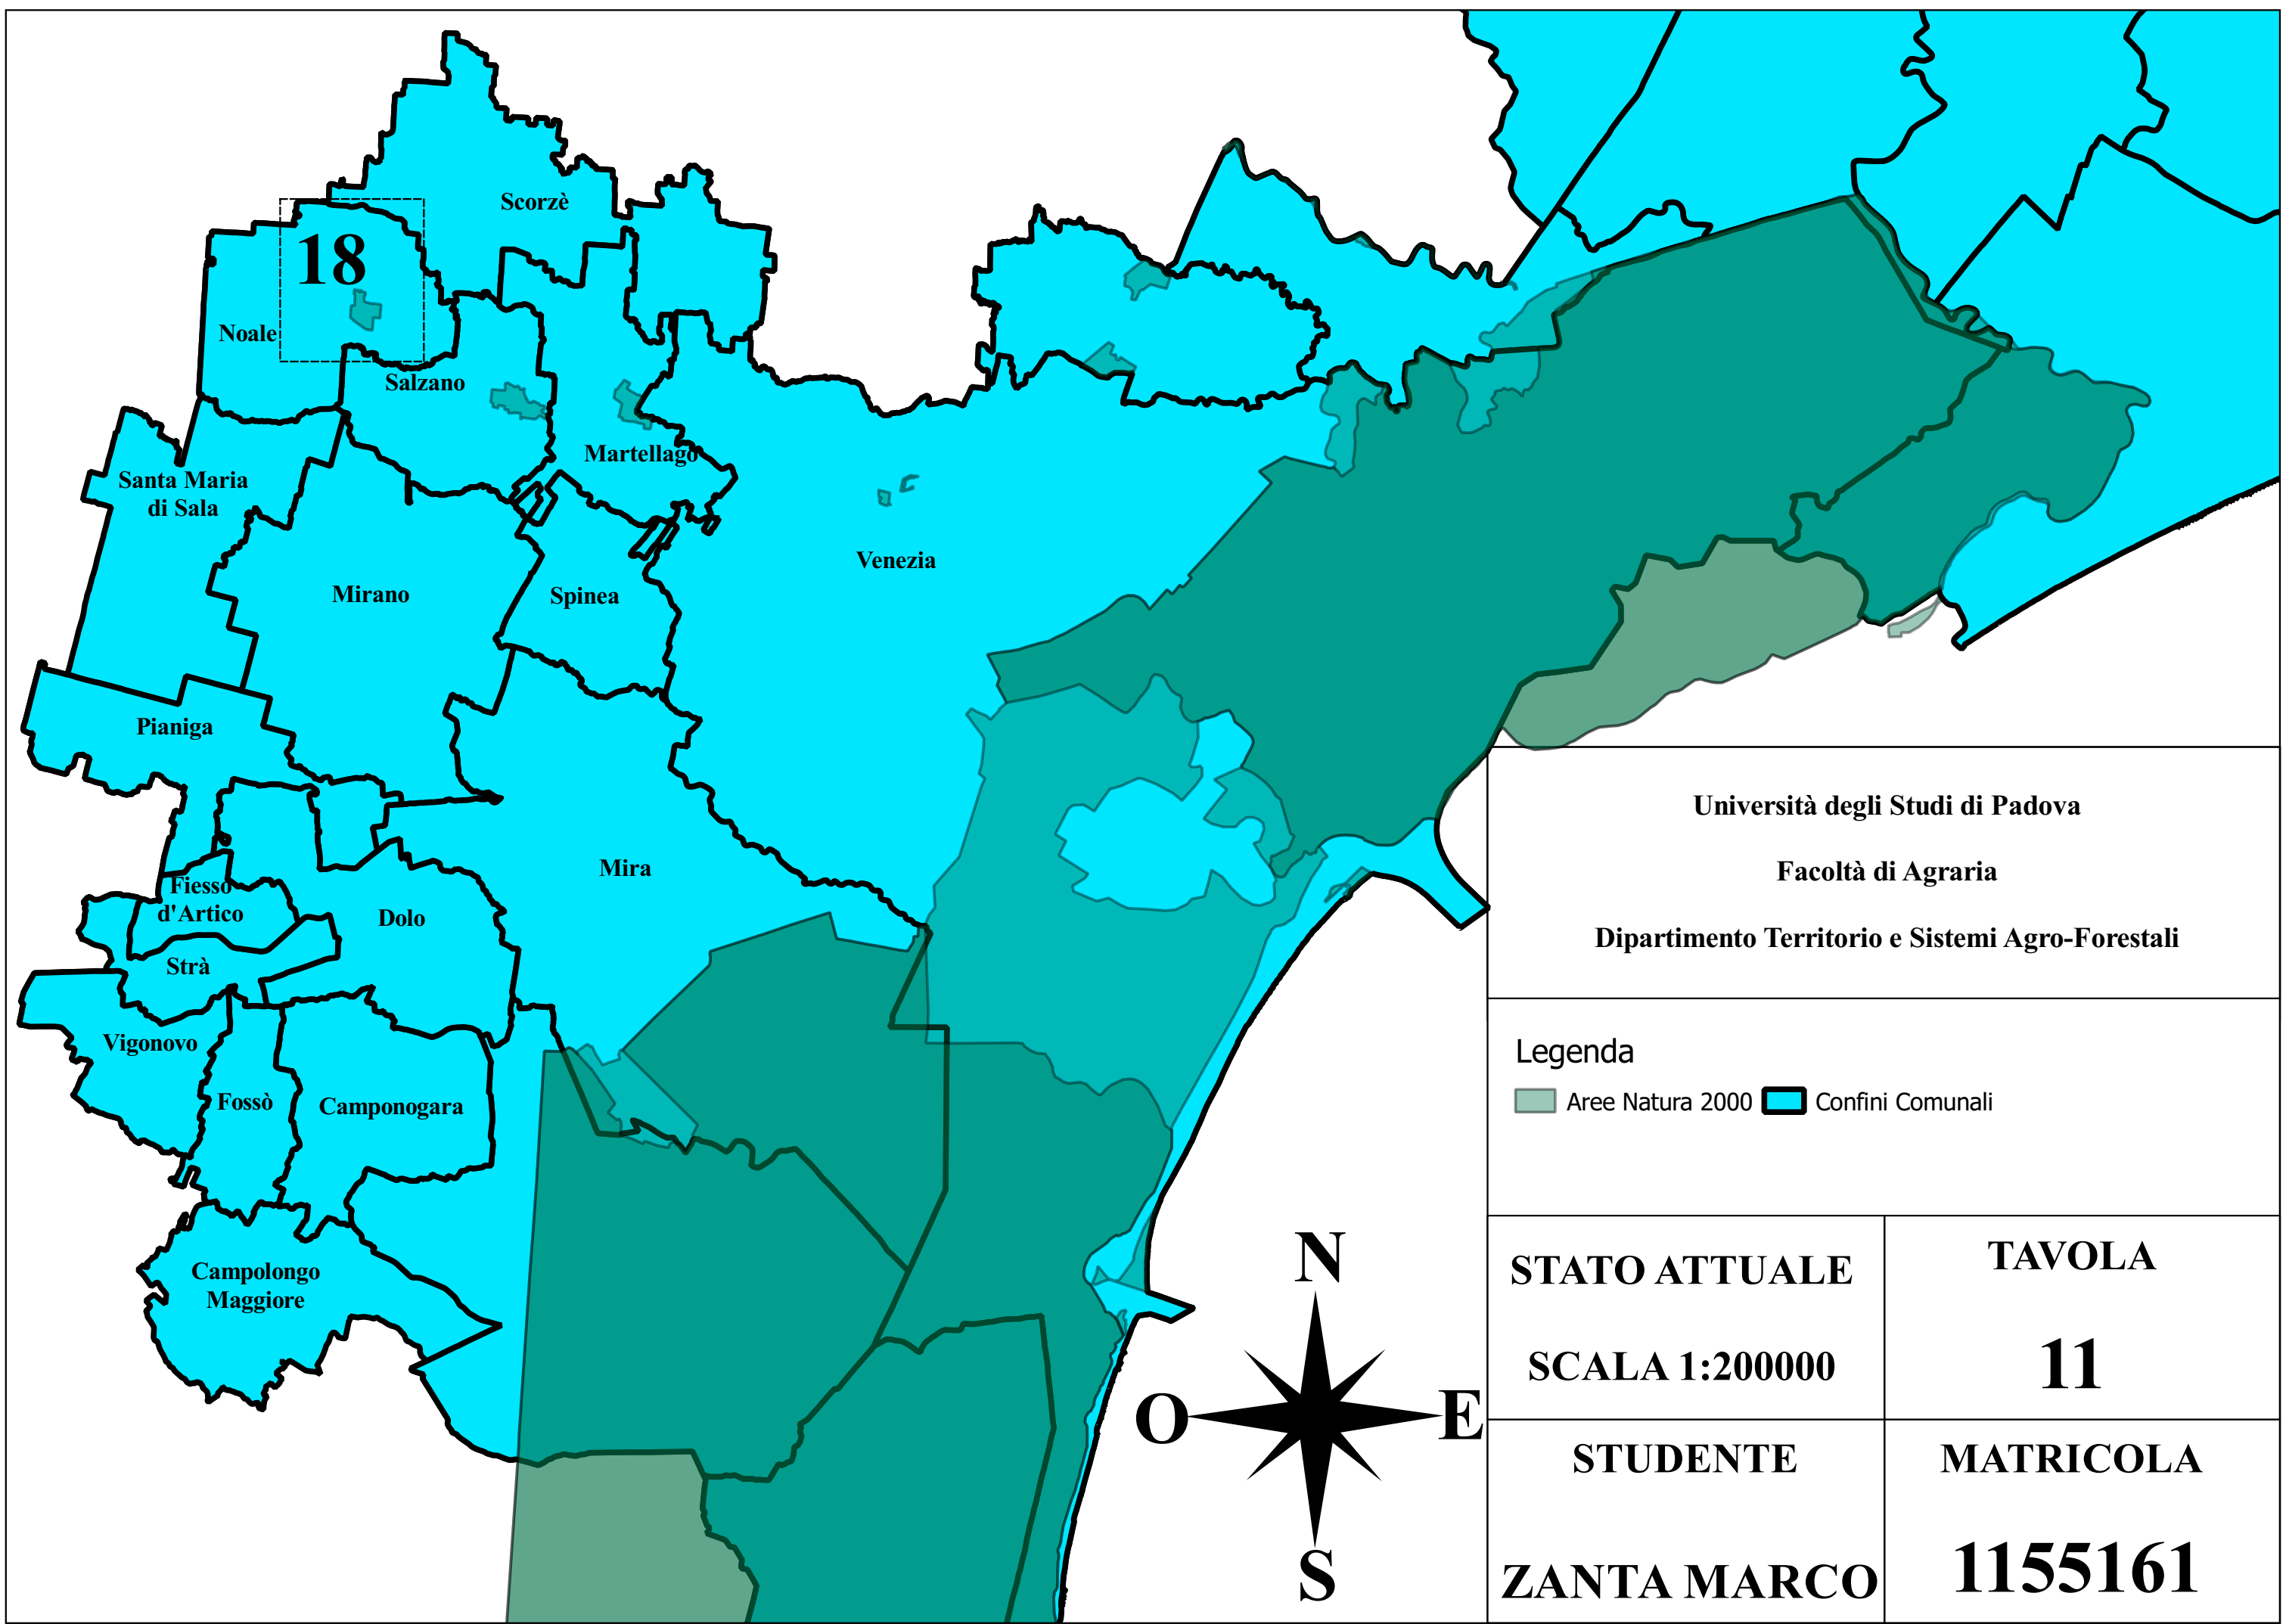 Scorzè
18
Noale
Salzano
Martellago
Santa Maria
di Sala
Venezia
Mirano
Spinea
Pianiga
Mira
Fiesso
d'Artico
Dolo
Strà
Vigonovo
Fossò
Camponogara
Campolongo
Maggiore
N
O
E
S
Università degli Studi di Padova
Facoltà di Agraria
Dipartimento Territorio e Sistemi Agro-Forestali
Legenda
Aree Natura 2000
Confini Comunali
STATO ATTUALE
SCALA 1:200000
TAVOLA
11
STUDENTE
ZANTA MARCO
MATRICOLA
1155161